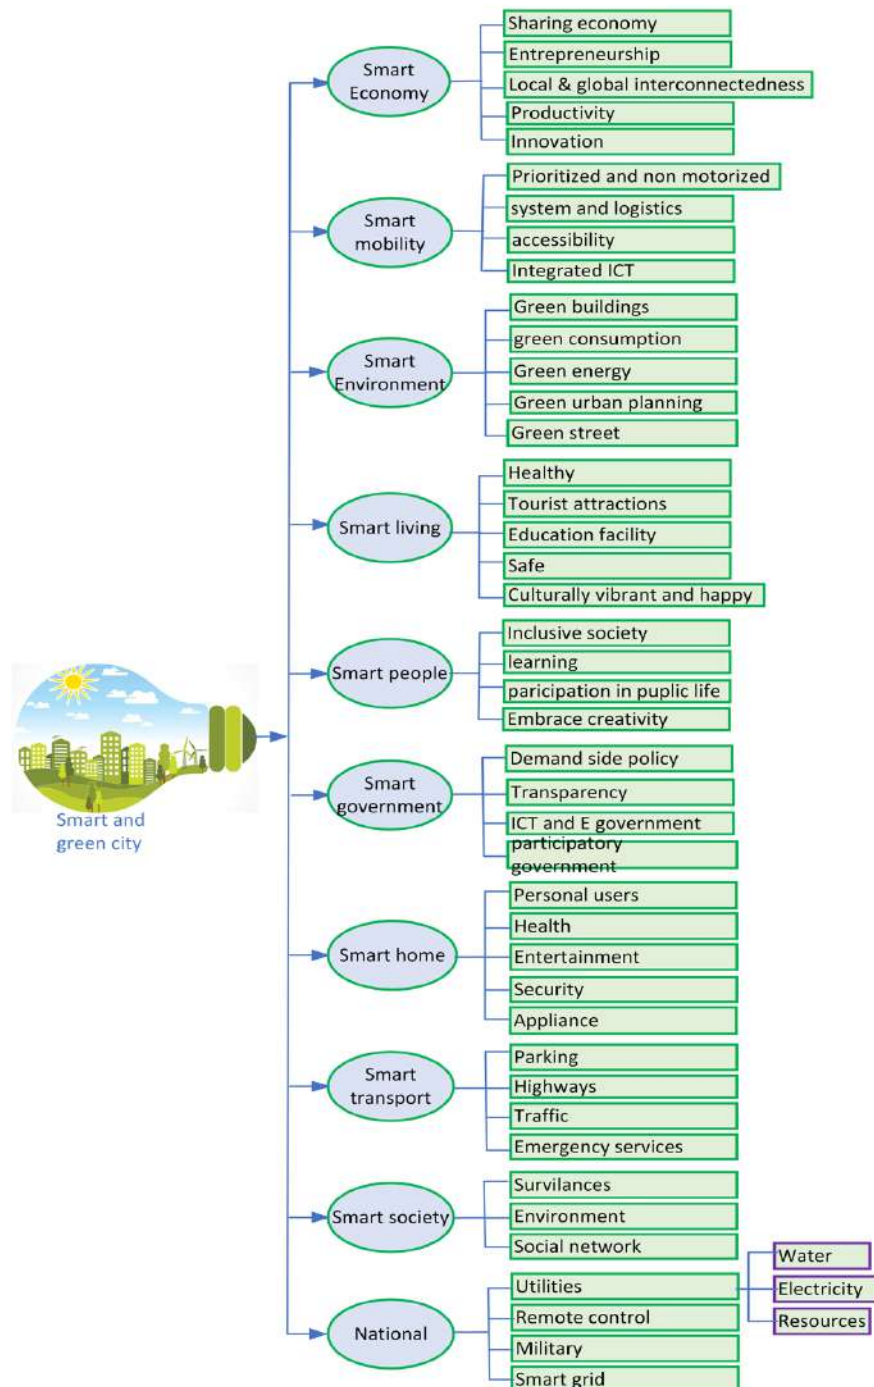 Smart
Economy
Sharing economy
Entrepreneurship
Local & global interconnectedness
Productivity
Innovation
Smart
mobility
Prioritized and non motorized
system and logistics
accessibility
Integrated ICT
Smart
Environment
Green buildings
green consumption
Green energy
Green urban planning
Green street
Smart living
Healthy
Tourist attractions
Education facility
Safe
Culturally vibrant and happy
Smart people
Inclusive society
learning
paricipation in puplic life
Embrace creativity
Smart and
green city
Smart
government
Demand side policy
Transparency
ICT and E government
participatory
government
Smart home
Personal users
Health
Entertainment
Security
Appliance
Smart
transport
Parking
Highways
Traffic
Emergency services
Smart society
Survilances
Environment
Social network
National
Utilities
Remote control
Military
Smart grid
Water
Electricity
Resources